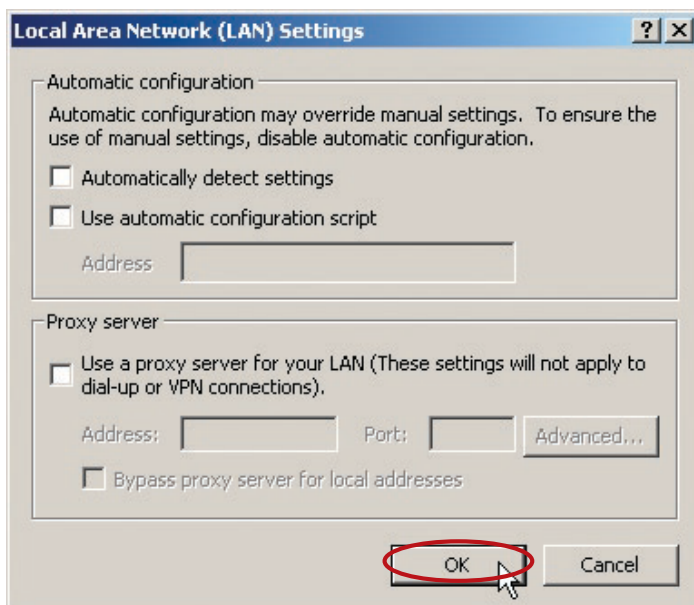 Local Area Network (LAN) Settings
?
Automatic configuration
Automatic configuration may override manual settings. To ensure the
use of manual settings, disable automatic configuration.
Automatically detect settings
Use automatic configuration script
Address
Proxy server
Use a proxy server for your LAN (These settings will not apply to
dial-up or VPN connections).
Address: Port: Advanced...
Bypass proxy server for local addresses
OK Cancel